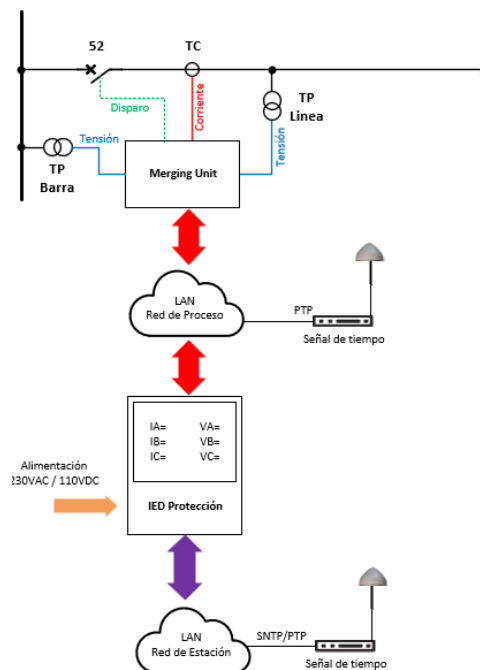 52
TC
Disparo
Corriente
TP
Linea
Tensión
Tensión
TP
Barra
Merging Unit
LAN
Red de Proceso
PTP
Señal de tiempo
IA=
VA=
IB=
VB=
IC=
VC=
Alimentación
230VAC / 110VDC
IED Protección
LAN
Red de Estación
SNTP/PTP
Señal de tiempo